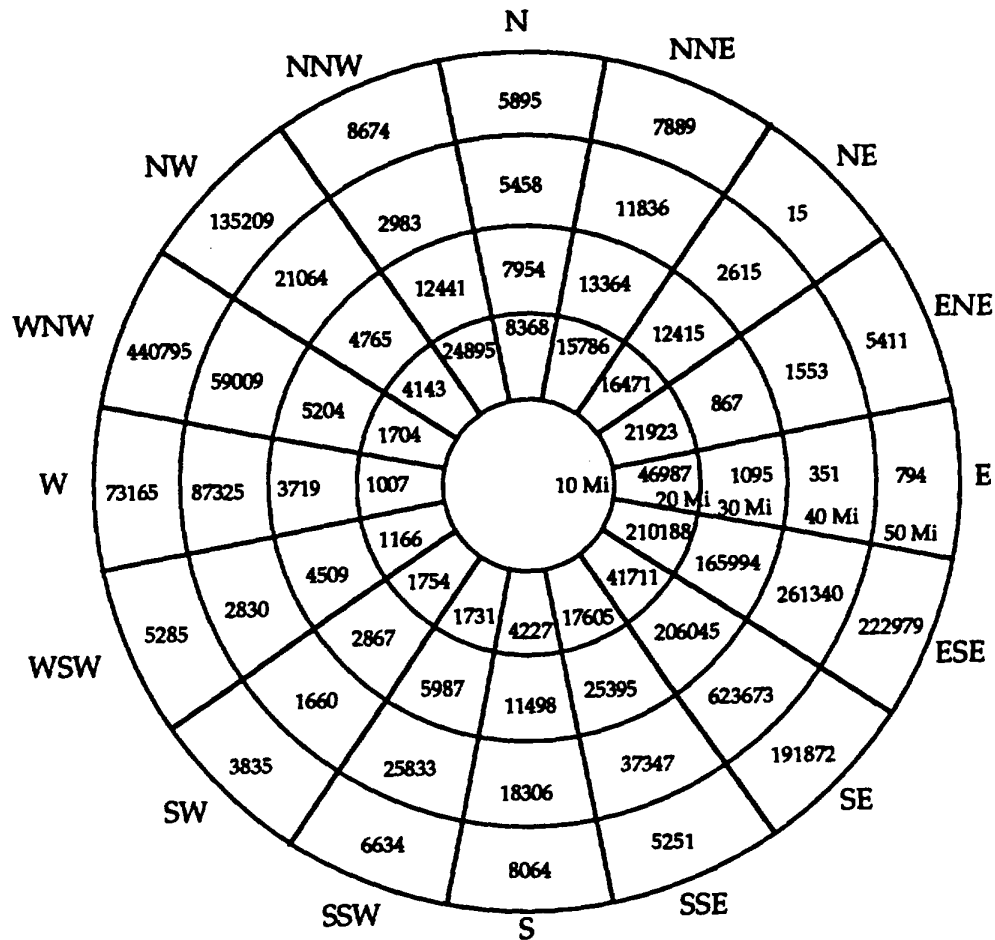 N
NNW NNE
5895
8674 7889
NW NE
5458
135209 2983 11836 15
21064 7954 2615
12441 13364
WNW ENE
440795 4765 8368 12415 5411
24895 15786
59009 4143 16471 1553
5204 867
1704 21923
W 73165 87325 3719 1007 10 Mi 46987 1095 351 794 E
20 Mi 30 Mi 40 Mi 50 Mi
1166 210188 165994
4509 1754 41711 261340
2830 1731 4227 17605 222979
5285 2867 206045
WSW ESE
5987 11498 25395
1660 623673
3835 25833 18306 37347 191872
SW SE
6634 8064 5251
SSW SSE
S